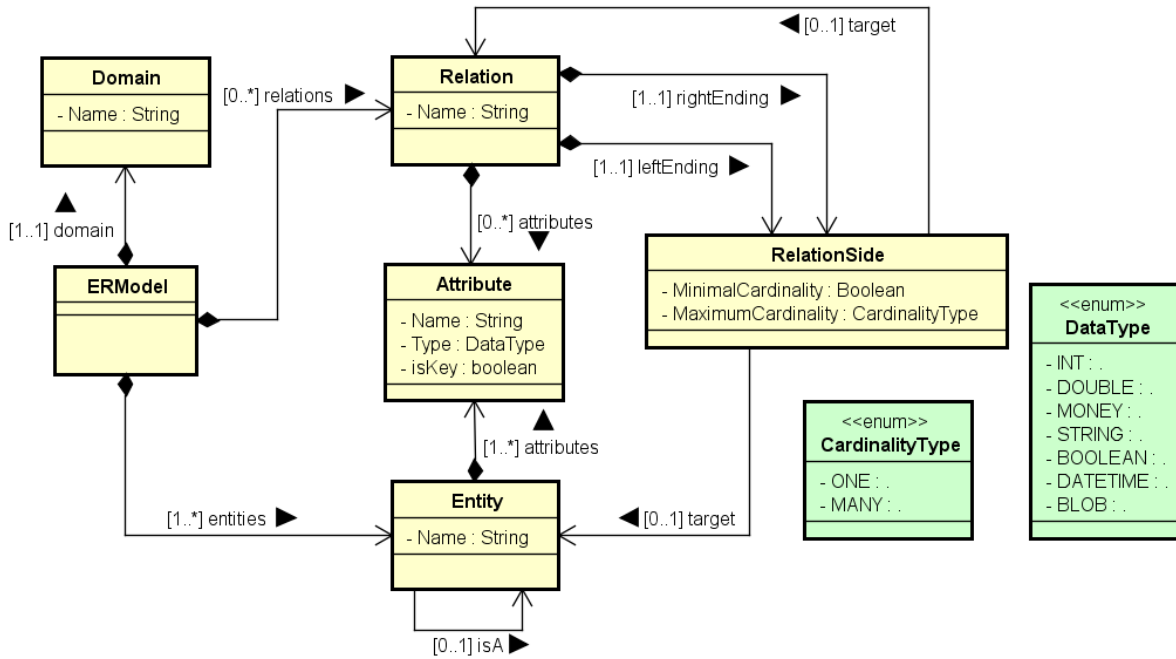 [0..1] target
Domain
- Name : String
[0..*] relations
Relation
- Name : String
[1..1] rightEnding
[1..1] leftEnding
[1..1] domain
[0..*] attributes
ERModel
Attribute
- Name : String
- Type : DataType
- isKey : boolean
RelationSide
- MinimalCardinality : Boolean
- MaximumCardinality : CardinalityType
<<enum>>
DataType
- INT : .
- DOUBLE : .
- MONEY : .
- STRING : .
- BOOLEAN : .
- DATETIME : .
- BLOB : .
<<enum>>
CardinalityType
- ONE : .
- MANY : .
[1..*] attributes
[1..*] entities
Entity
- Name : String
[0..1] target
[0..1] isA